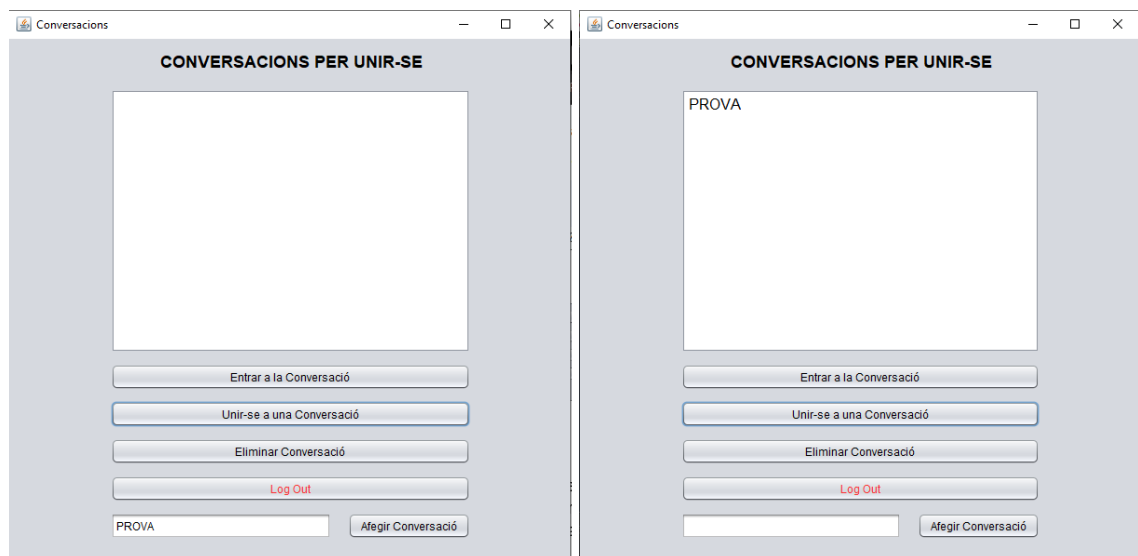 Conversacions
CONVERSACIONS PER UNIR-SE
Entrar a la Conversació
Unir-se a una Conversació
Eliminar Conversació
Log Out
PROVA
Afegir Conversació
Conversacions
CONVERSACIONS PER UNIR-SE
PROVA
Entrar a la Conversació
Unir-se a una Conversació
Eliminar Conversació
Log Out
Afegir Conversació